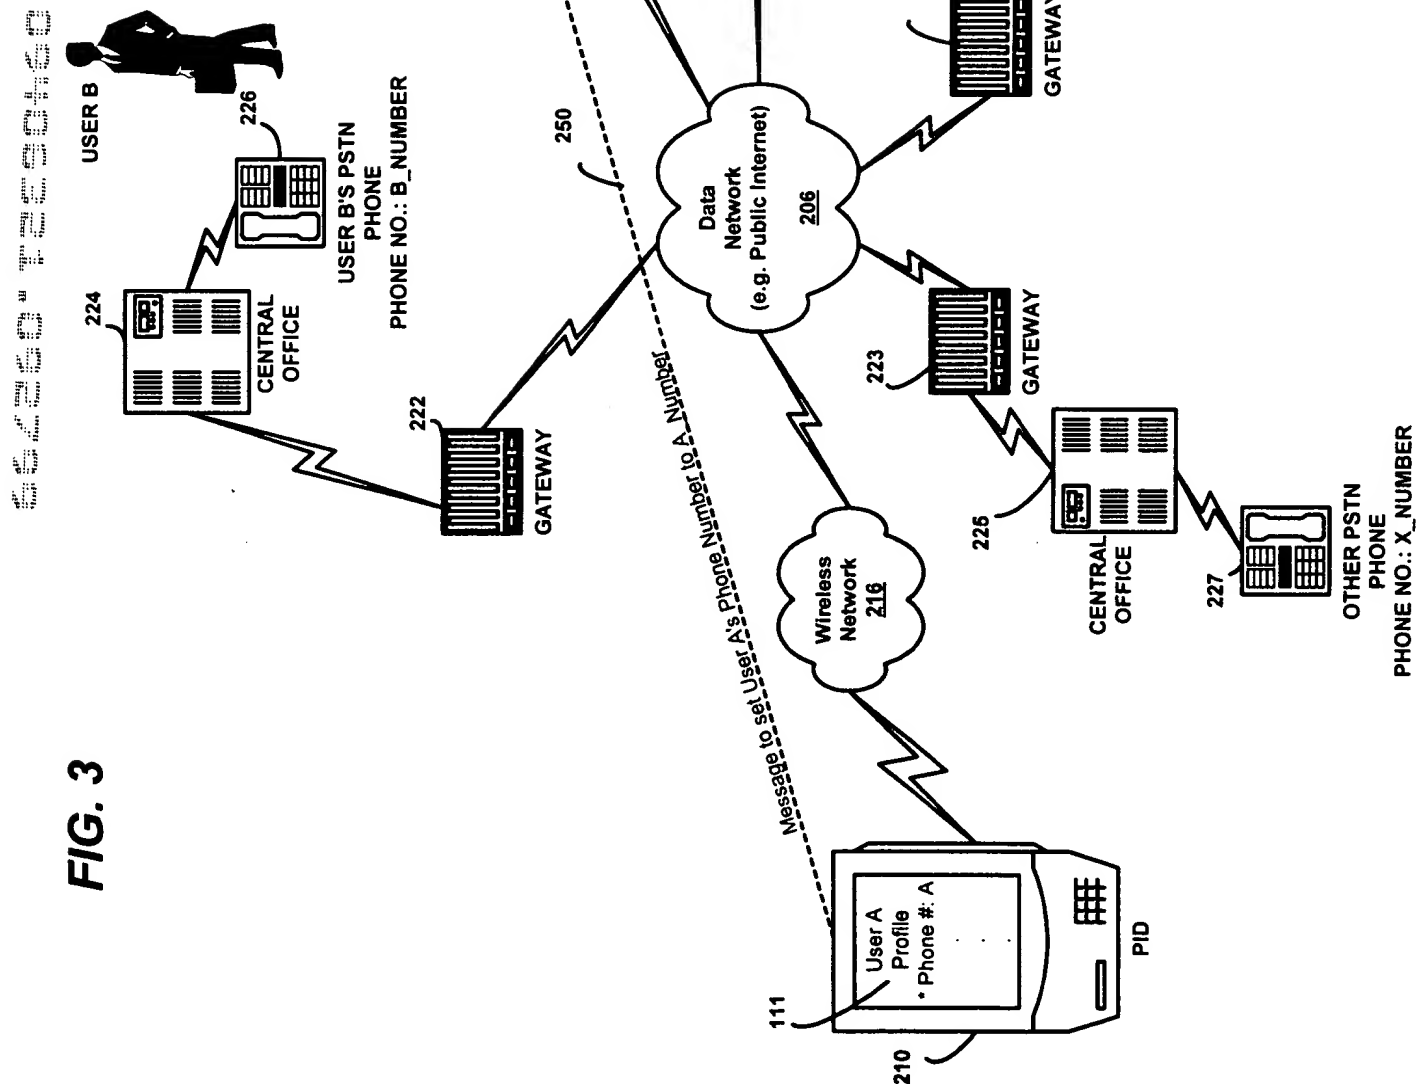 FIG. 3
09405321.092799
USER B
226
USER B'S PSTN
PHONE
PHONE NO.: B_NUMBER
224
CENTRAL
OFFICE
222
GATEWAY
250
Message to set User A's Phone Number to A_Number
Data
Network
(e.g. Public Internet)
206
GATEWAY
223
GATEWAY
Wireless
Network
216
225
CENTRAL
OFFICE
227
OTHER PSTN
PHONE
PHONE NO.: X_NUMBER
111
User A
Profile
* Phone #: A
.
.
.
210
PID